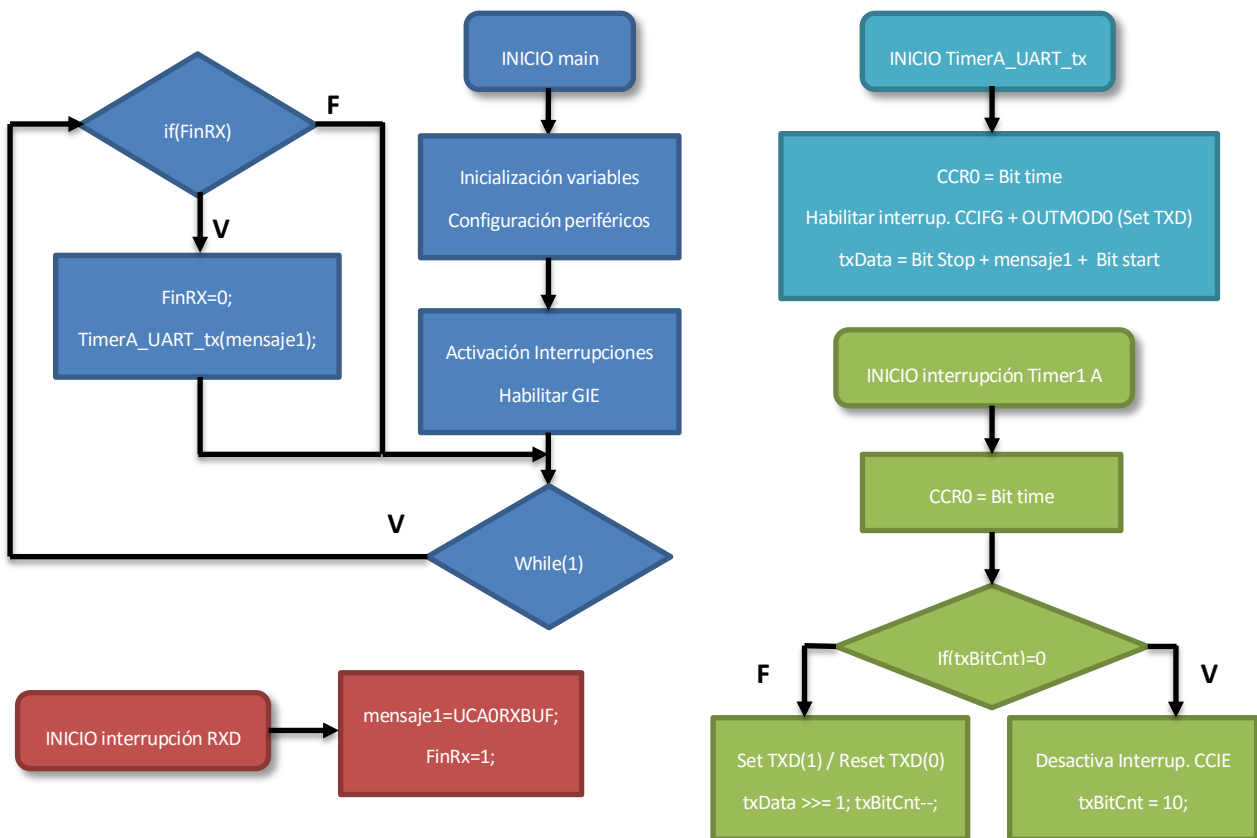 INICIO main
Inicialización variables
Configuración periféricos
Activación Interrupciones
Habilitar GIE
While(1)
V
if(FinRX)
F
V
FinRX=0;
TimerA_UART_tx(mensaje1);
INICIO interrupción RXD
mensaje1=UCA0RXBUF;
FinRx=1;
INICIO TimerA_UART_tx
CCR0 = Bit time
Habilitar interrup. CCIFG + OUTMOD0 (Set TXD)
txData = Bit Stop + mensaje1 + Bit start
INICIO interrupción Timer1 A
CCR0 = Bit time
If(txBitCnt)=0
F
V
Set TXD(1) / Reset TXD(0)
txData >>= 1; txBitCnt--;
Desactiva Interrup. CCIE
txBitCnt = 10;